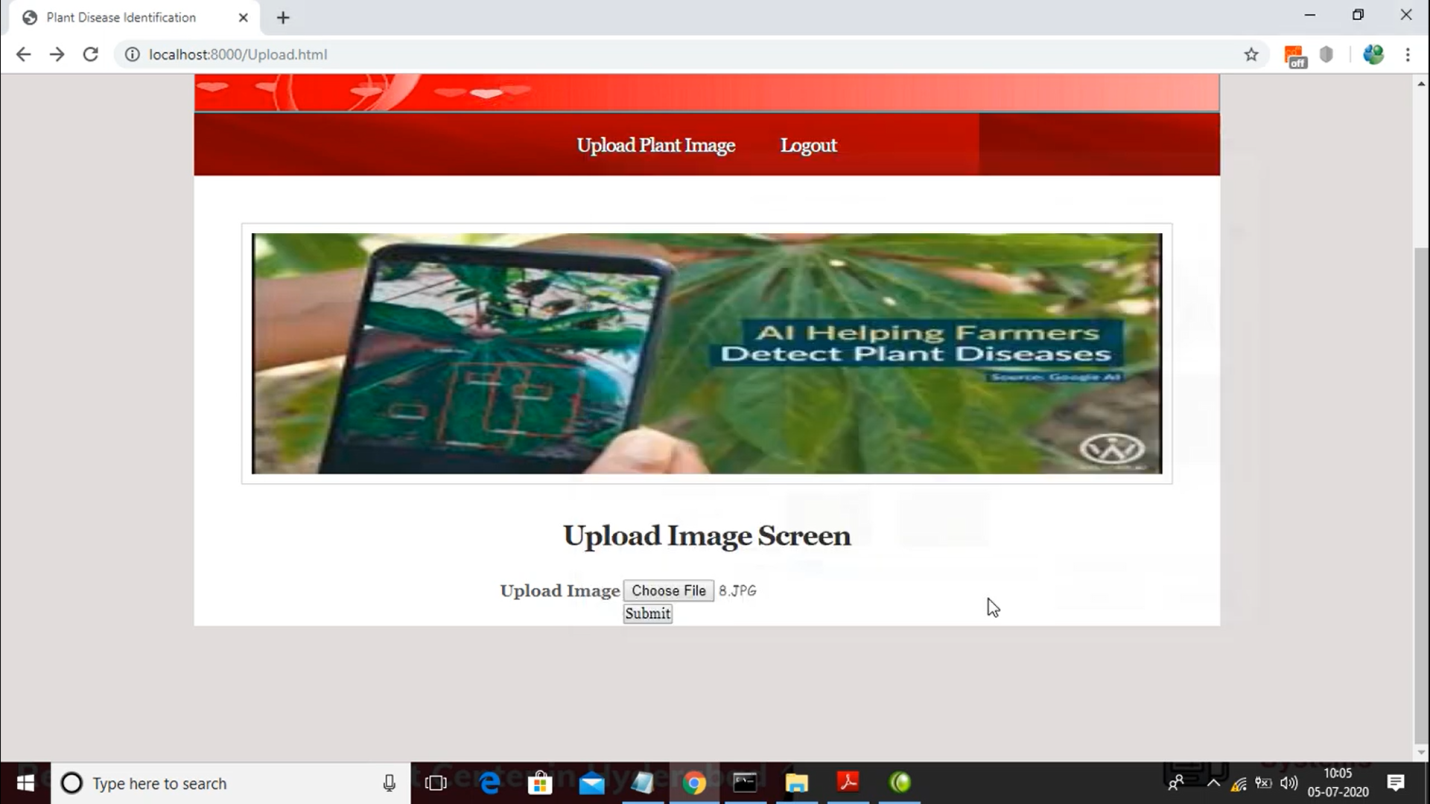 Plant Disease Identification
localhost:8000/Upload.html
off
Upload Plant Image Logout
AI Helping Farmers
Detect Plant Diseases
Source: Google AI
Upload Image Screen
Upload Image Choose File 8.JPG
Submit
Type here to search
10:05
05-07-2020